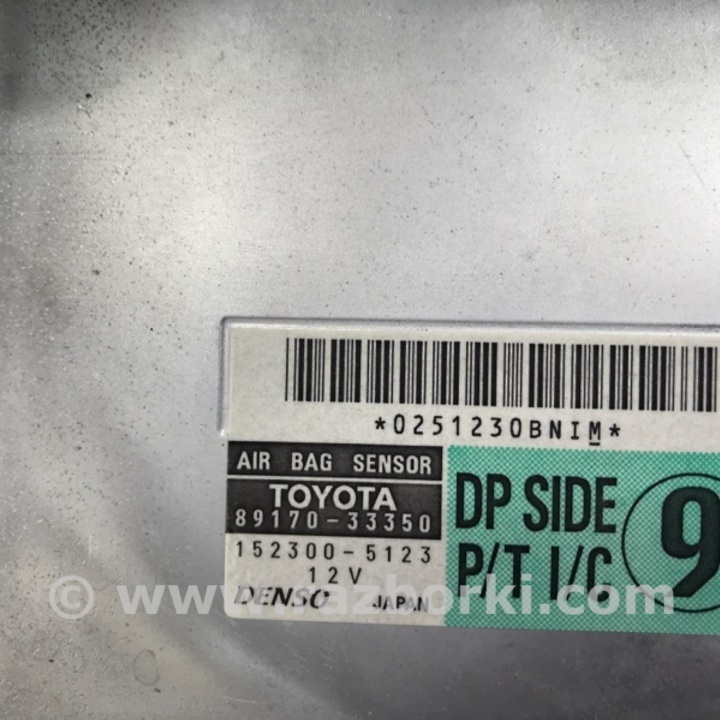 *0251230BNIM*
AIR BAG SENSOR
TOYOTA
89170-33350
152300-5123
12V
DENSO JAPAN
DP SIDE
P/T I/C
9
© www.razborki.com